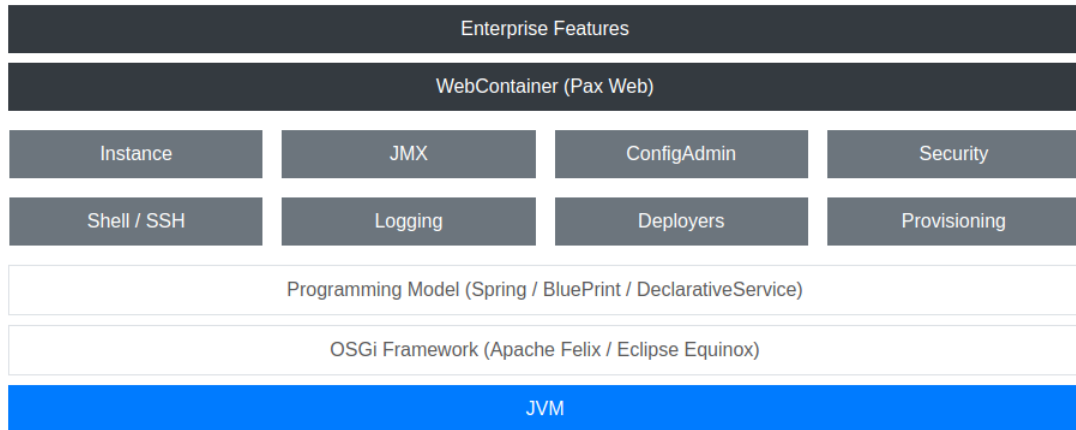 Enterprise Features
WebContainer (Pax Web)
Instance
JMX
ConfigAdmin
Security
Shell / SSH
Logging
Deployers
Provisioning
Programming Model (Spring / BluePrint / DeclarativeService)
OSGi Framework (Apache Felix / Eclipse Equinox)
JVM